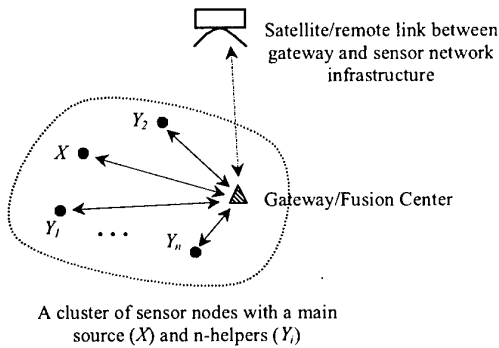 Satellite/remote link between
gateway and sensor network
infrastructure
Y2
X
Gateway/Fusion Center
Y1
...
Yn
A cluster of sensor nodes with a main
source (X) and n-helpers (Yi)